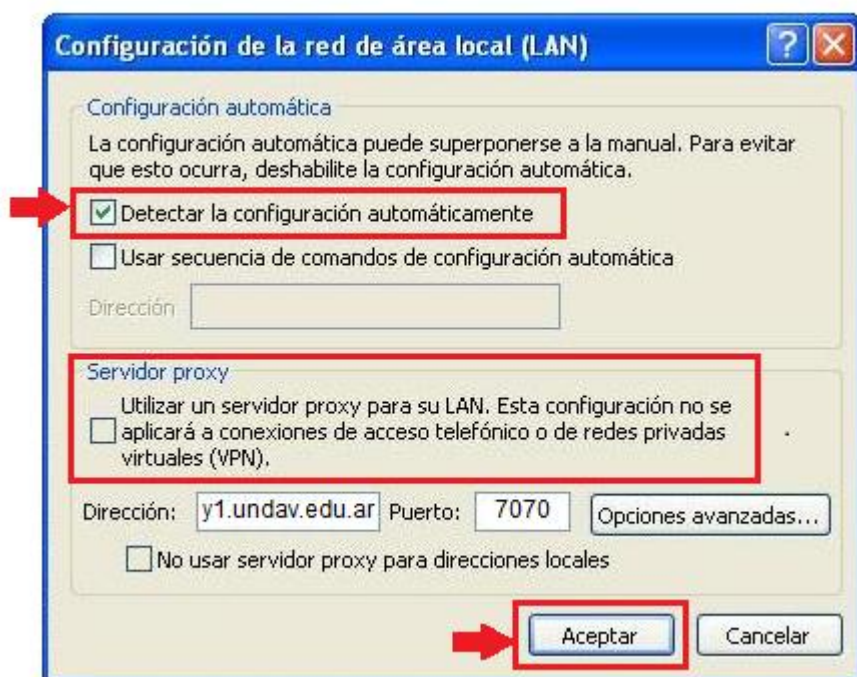 Configuración de la red de área local (LAN)
Configuración automática
La configuración automática puede superponerse a la manual. Para evitar
que esto ocurra, deshabilite la configuración automática.
Detectar la configuración automáticamente
Usar secuencia de comandos de configuración automática
Dirección
Servidor proxy
Utilizar un servidor proxy para su LAN. Esta configuración no se
aplicará a conexiones de acceso telefónico o de redes privadas
virtuales (VPN).
Dirección: y1.undav.edu.ar Puerto: 7070 Opciones avanzadas...
No usar servidor proxy para direcciones locales
Aceptar Cancelar